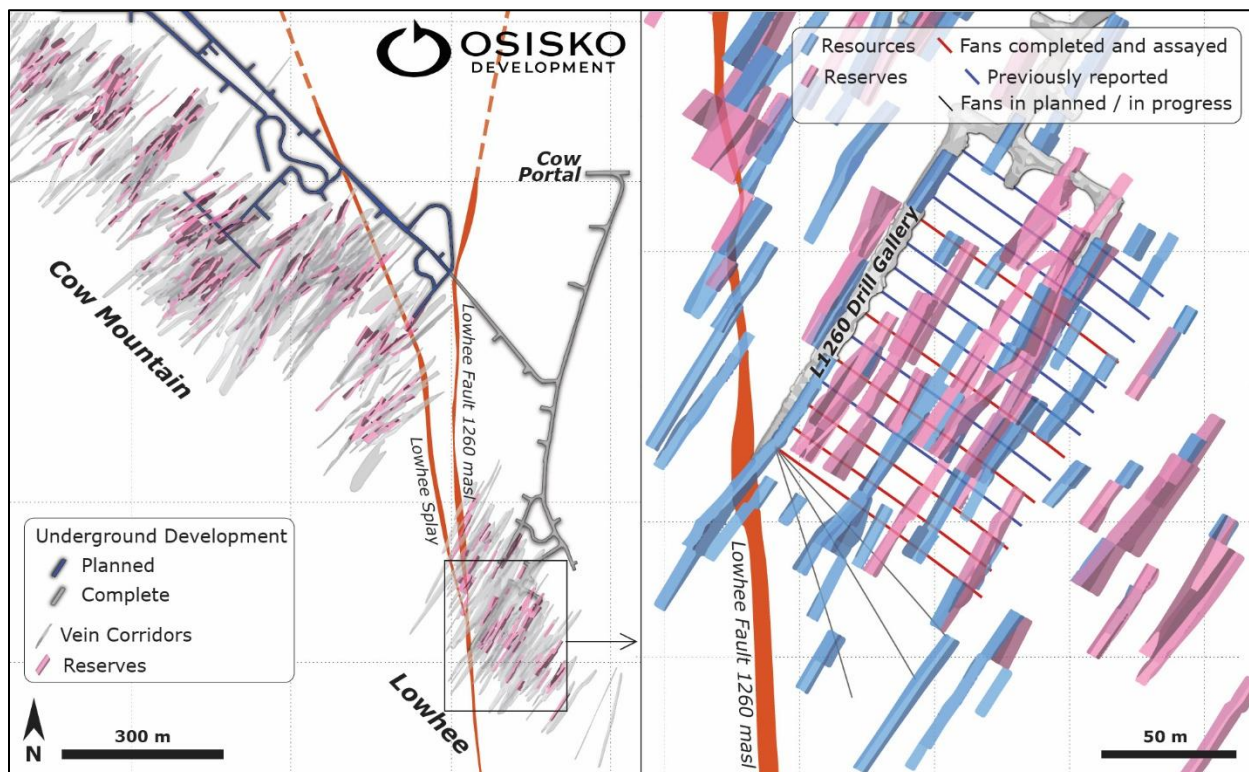 OSISKO
DEVELOPMENT
Cow
Portal
Cow Mountain
Lowhee Fault 1260 masl
Lowhee Splay
Lowhee
Underground Development
Planned
Complete
Vein Corridors
Reserves
N
300 m
Resources
Reserves
Fans completed and assayed
Previously reported
Fans in planned / in progress
L1260 Drill Gallery
Lowhee Fault 1260 masl
50 m